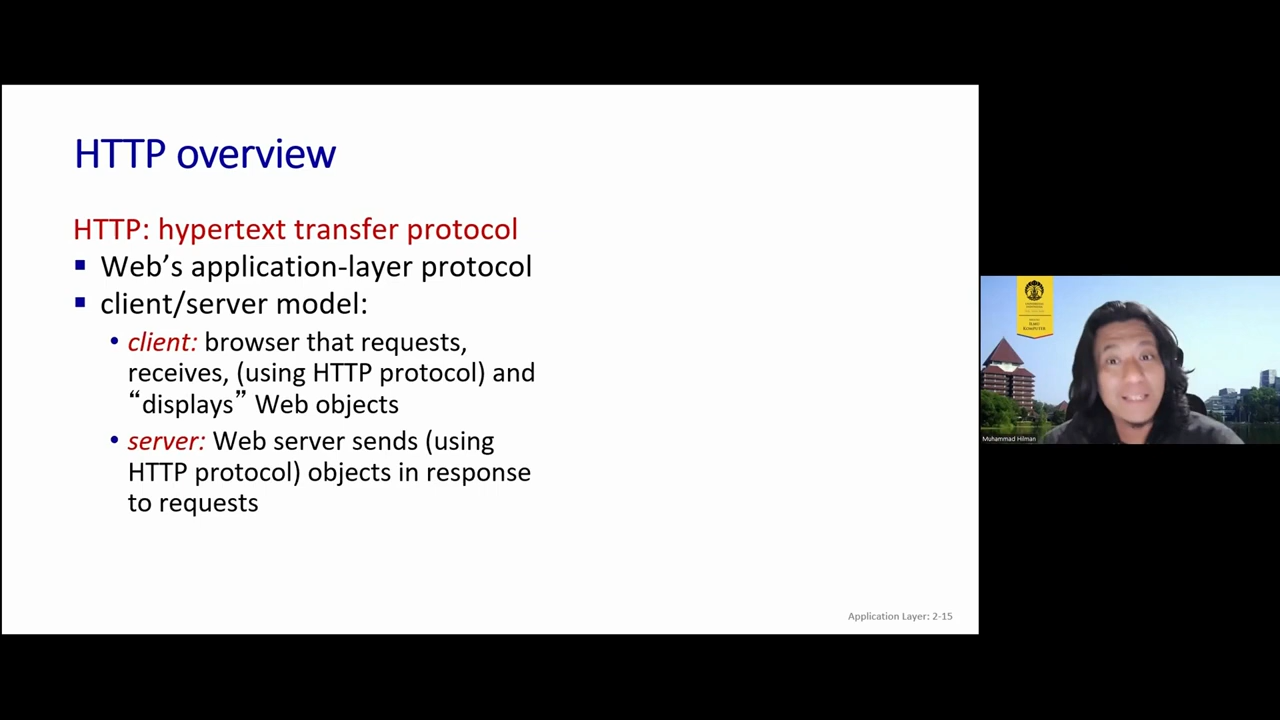 HTTP overview
HTTP: hypertext transfer protocol
▪ Web's application-layer protocol
▪ client/server model:
• client: browser that requests,
receives, (using HTTP protocol) and
“displays” Web objects
• server: Web server sends (using
HTTP protocol) objects in response
to requests
Application Layer: 2-15
ILMU
KOMPUTER
Muhammad Hilman